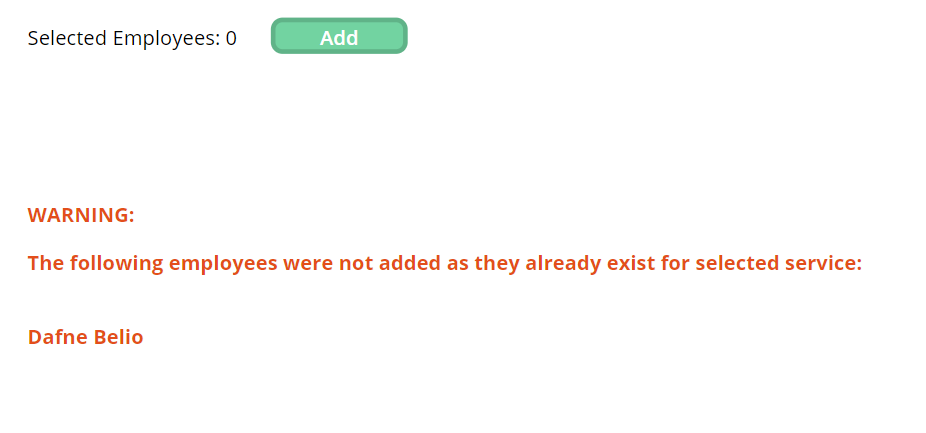 Selected Employees: 0 Add
WARNING:
The following employees were not added as they already exist for selected service:
Dafne Belio